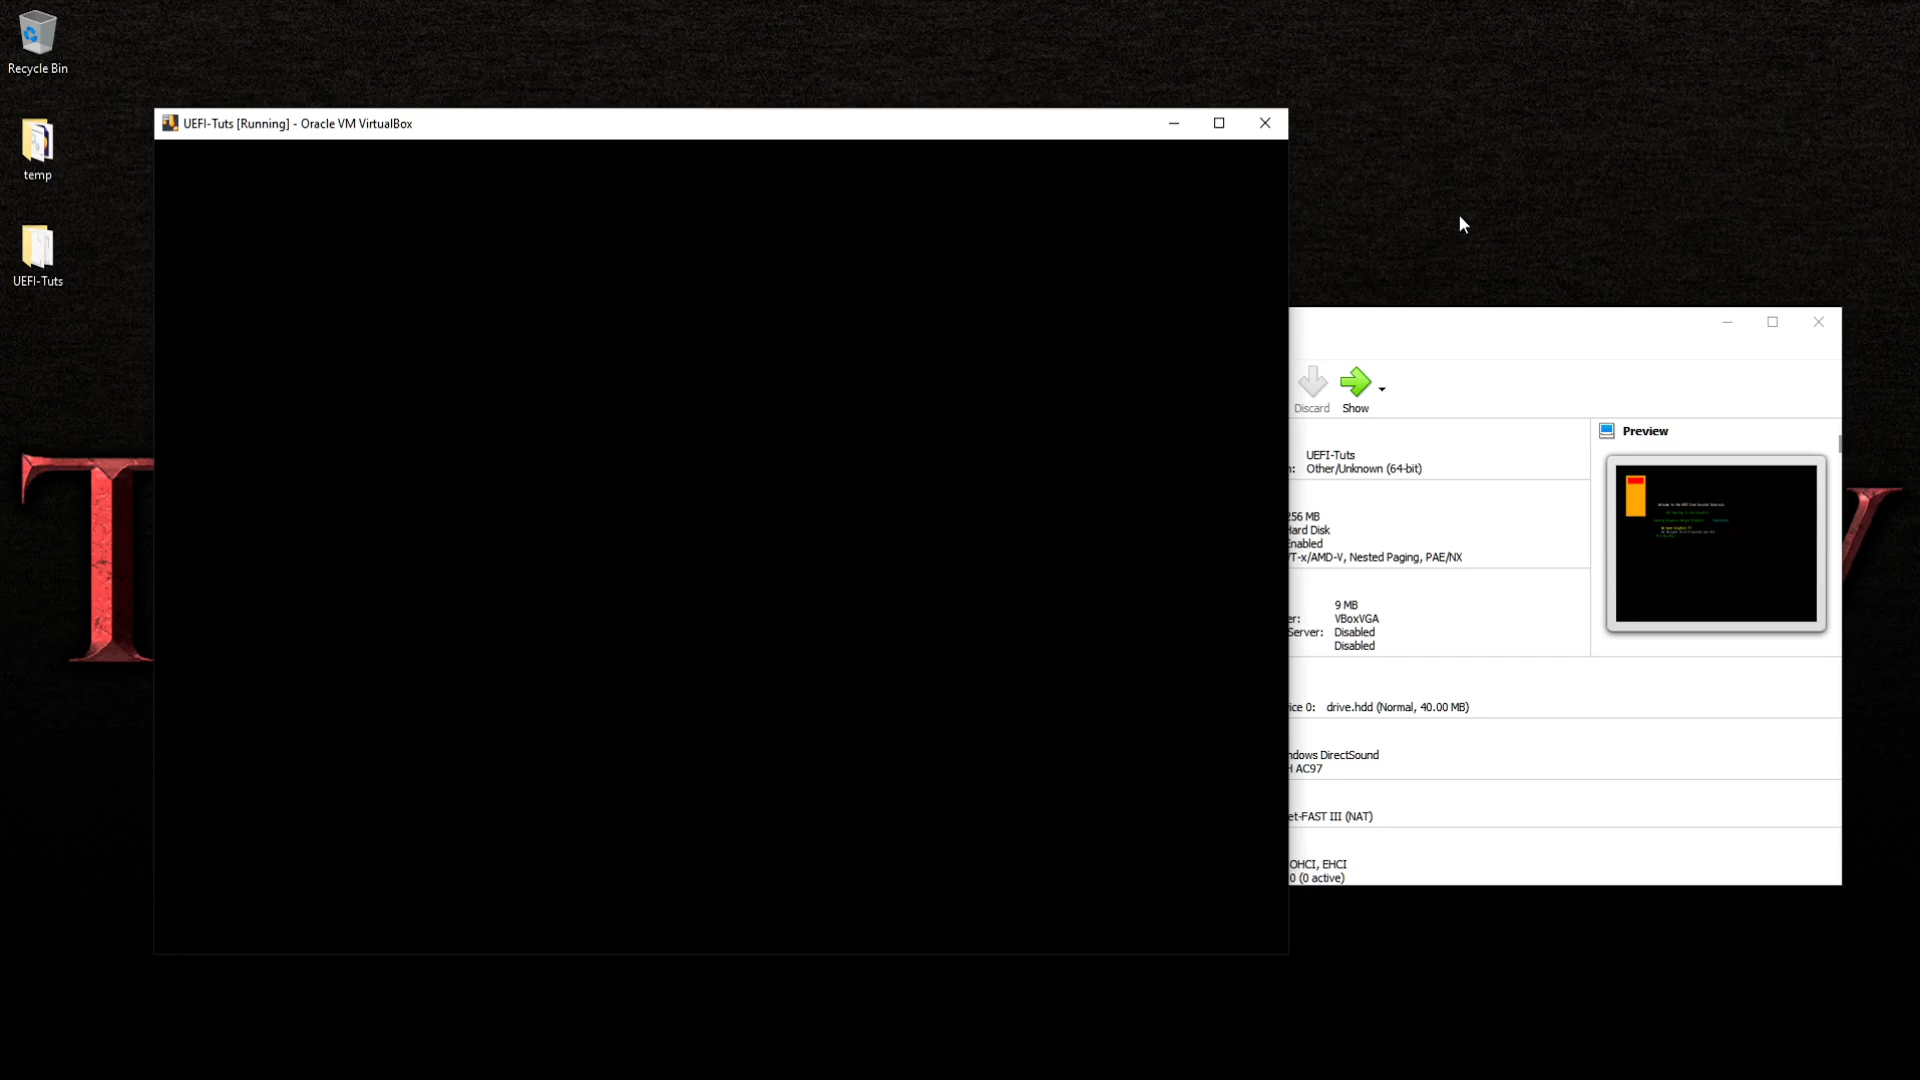 Recycle Bin
temp
UEFI-Tuts
UEFI-Tuts [Running] - Oracle VM VirtualBox
Discard
Show
Preview
UEFI-Tuts
Other/Unknown (64-bit)
256 MB
Hard Disk
Enabled
VT-x/AMD-V, Nested Paging, PAE/NX
9 MB
VBoxVGA
Server: Disabled
Disabled
drive.hdd (Normal, 40.00 MB)
DirectSound
AC97
III (NAT)
OHCI, EHCI
0 (0 active)
T